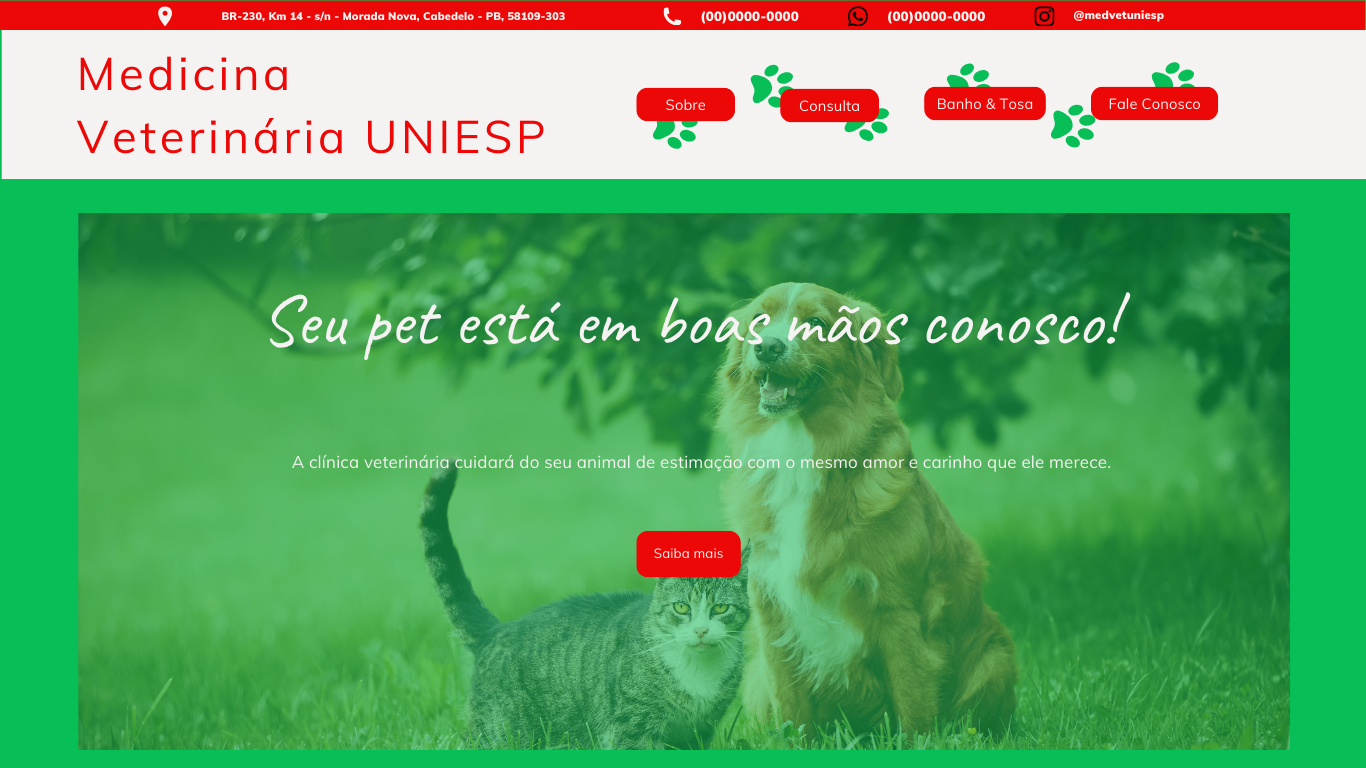 BR-230, Km 14 - s/n - Morada Nova, Cabedelo - PB, 58109-303
(00)0000-0000
(00)0000-0000
@medvetuniesp
Medicina
Veterinária UNIESP
Sobre
Consulta
Banho & Tosa
Fale Conosco
Seu pet está em boas mãos conosco!
A clínica veterinária cuidará do seu animal de estimação com o mesmo amor e carinho que ele merece.
Saiba mais